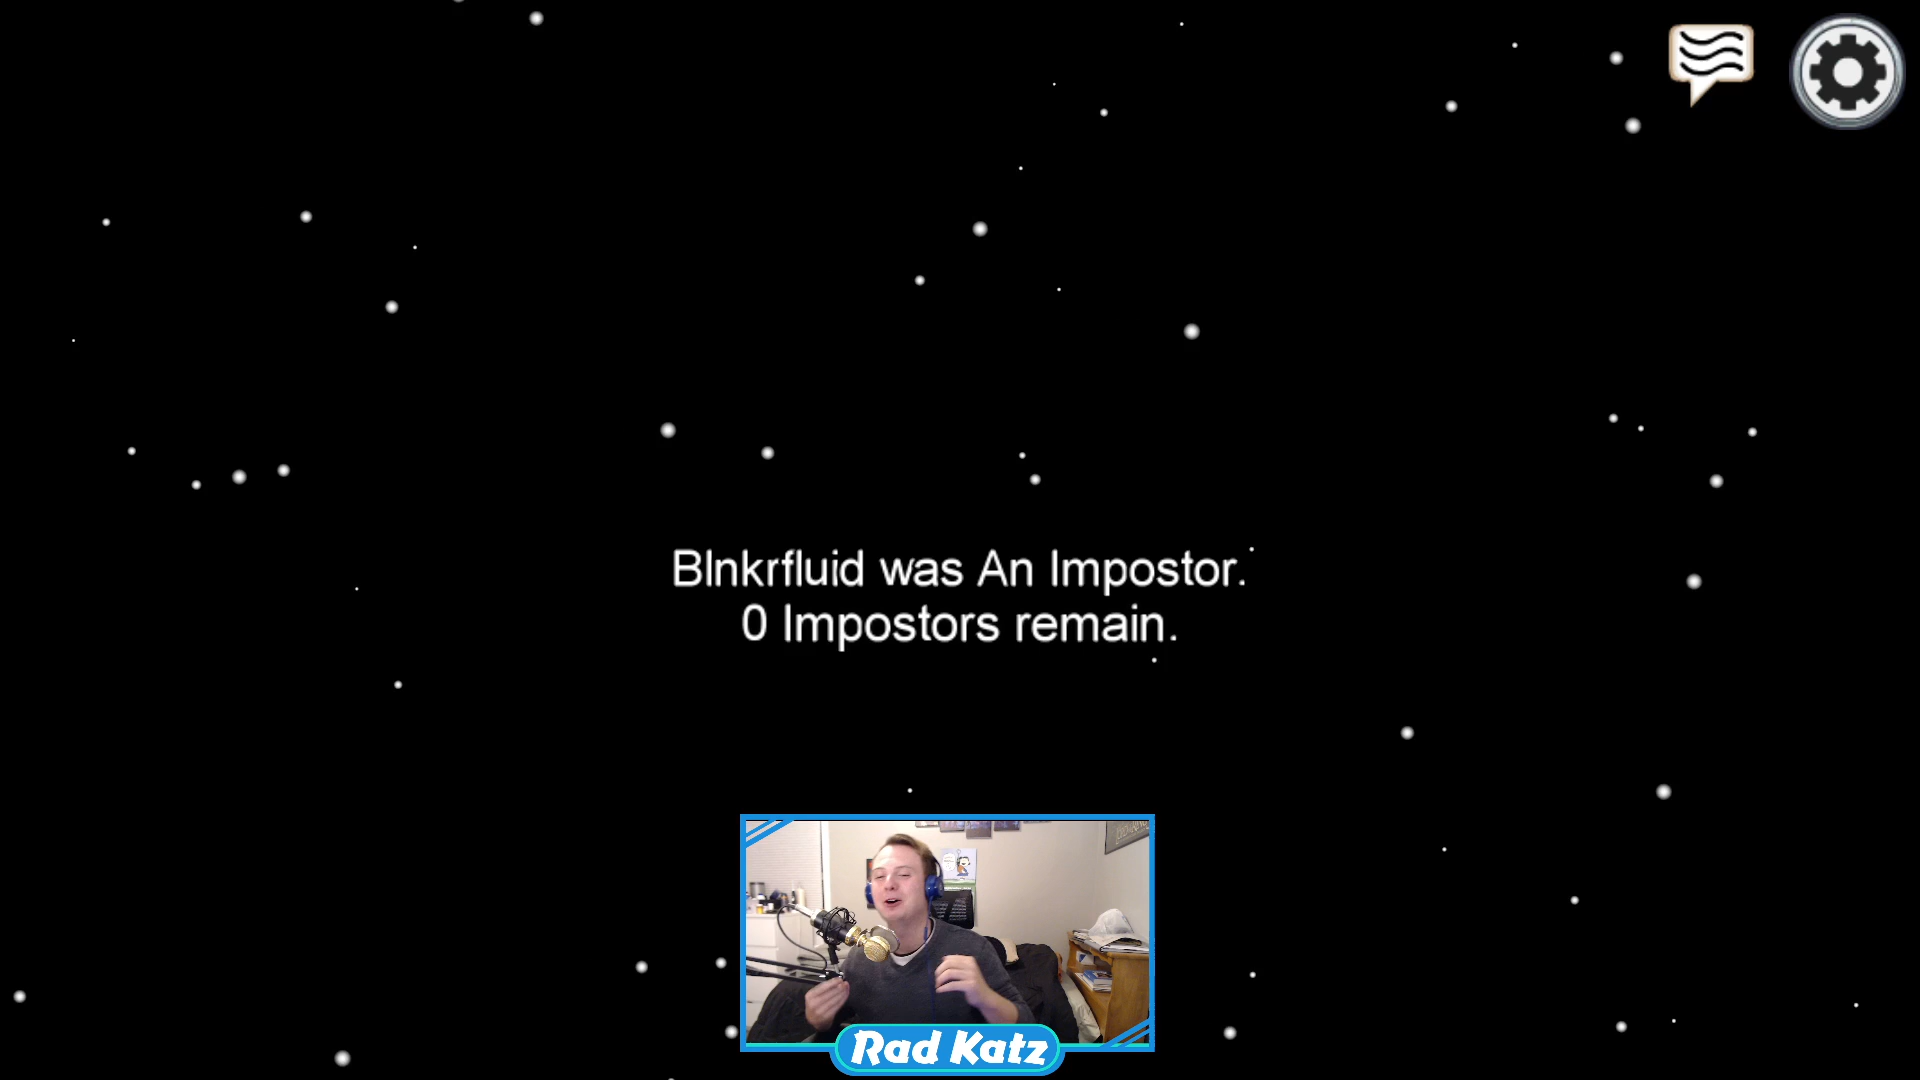 Blnkrfluid was An Impostor.
0 Impostors remain.
Rad Katz